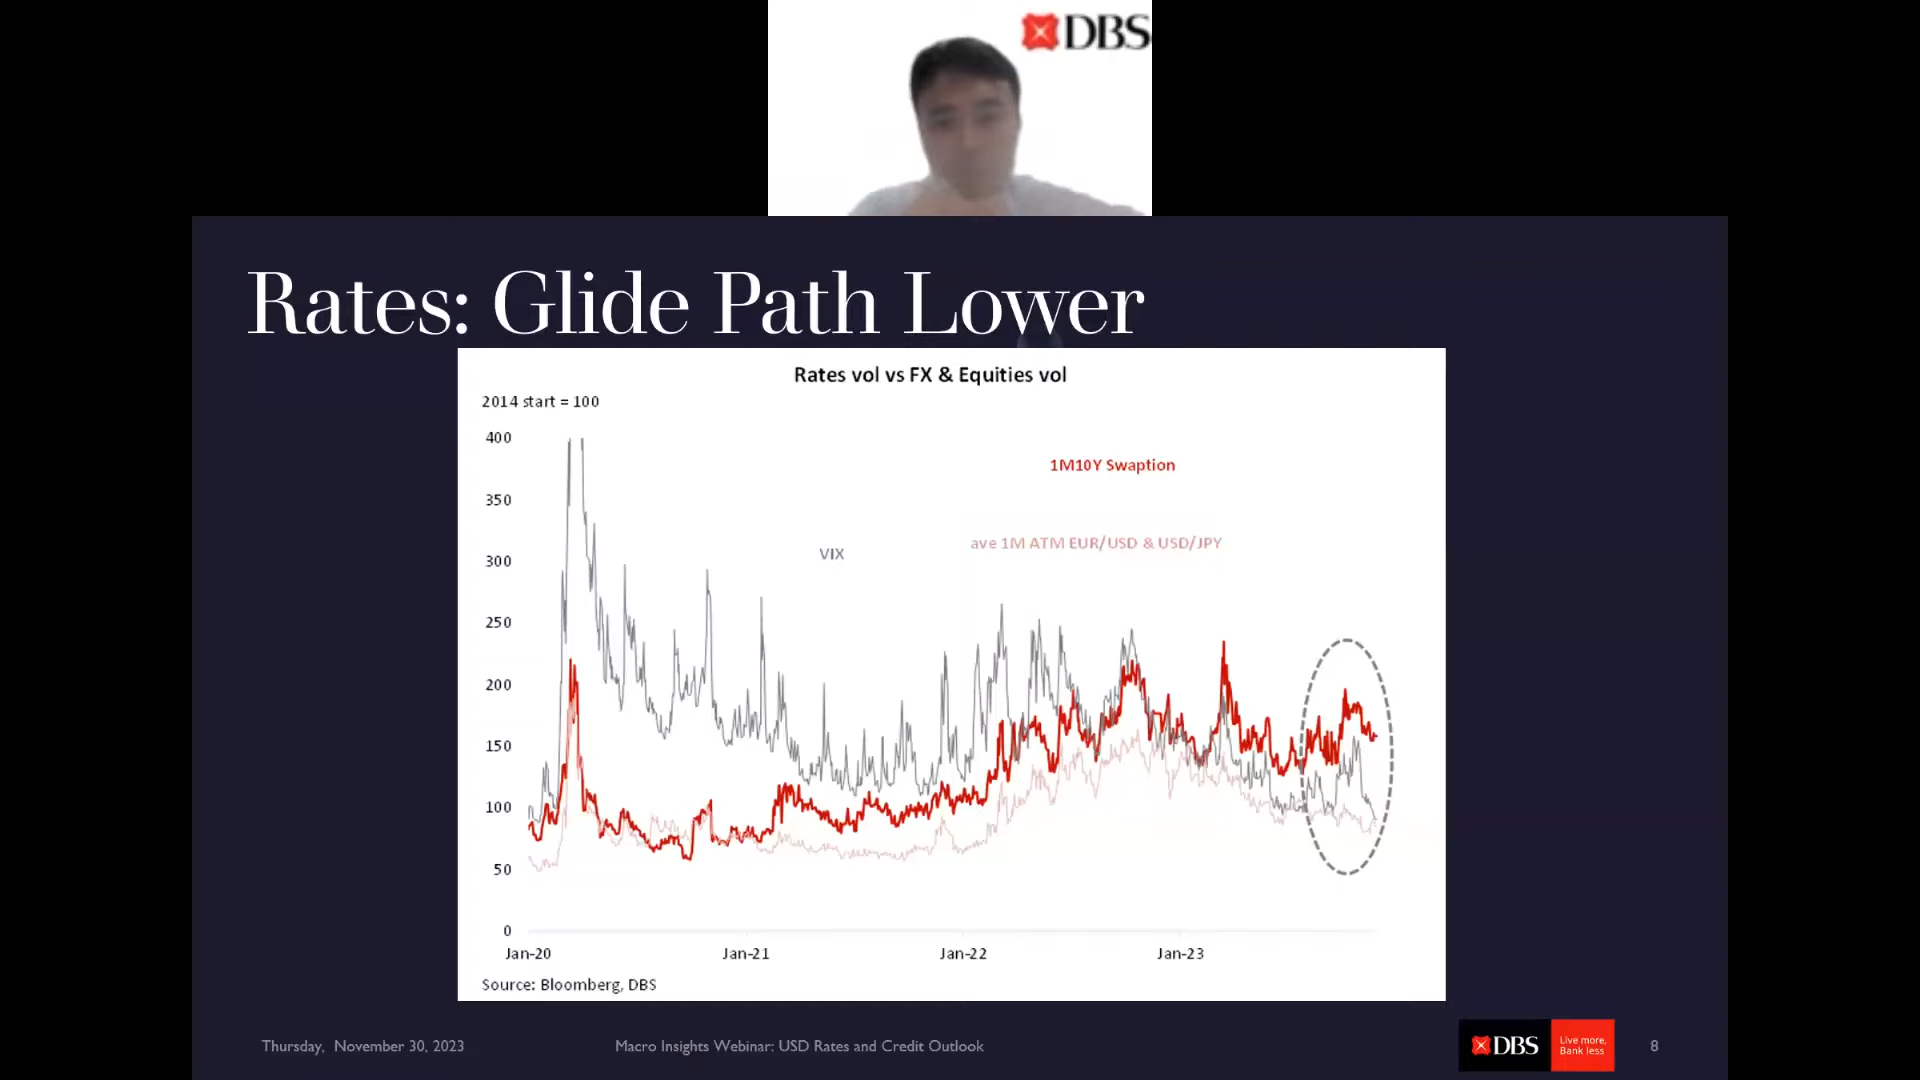 DBS
Rates: Glide Path Lower
Rates vol vs FX & Equities vol
2014 start = 100
400
1M10Y Swaption
350
ave 1M ATM EUR/USD & USD/JPY
VIX
300
250
200
150
100
50
0
Jan-20 Jan-21 Jan-22 Jan-23
Source: Bloomberg, DBS
Thursday, November 30, 2023 Macro Insights Webinar: USD Rates and Credit Outlook
DBS
Live more,
Bank less
8